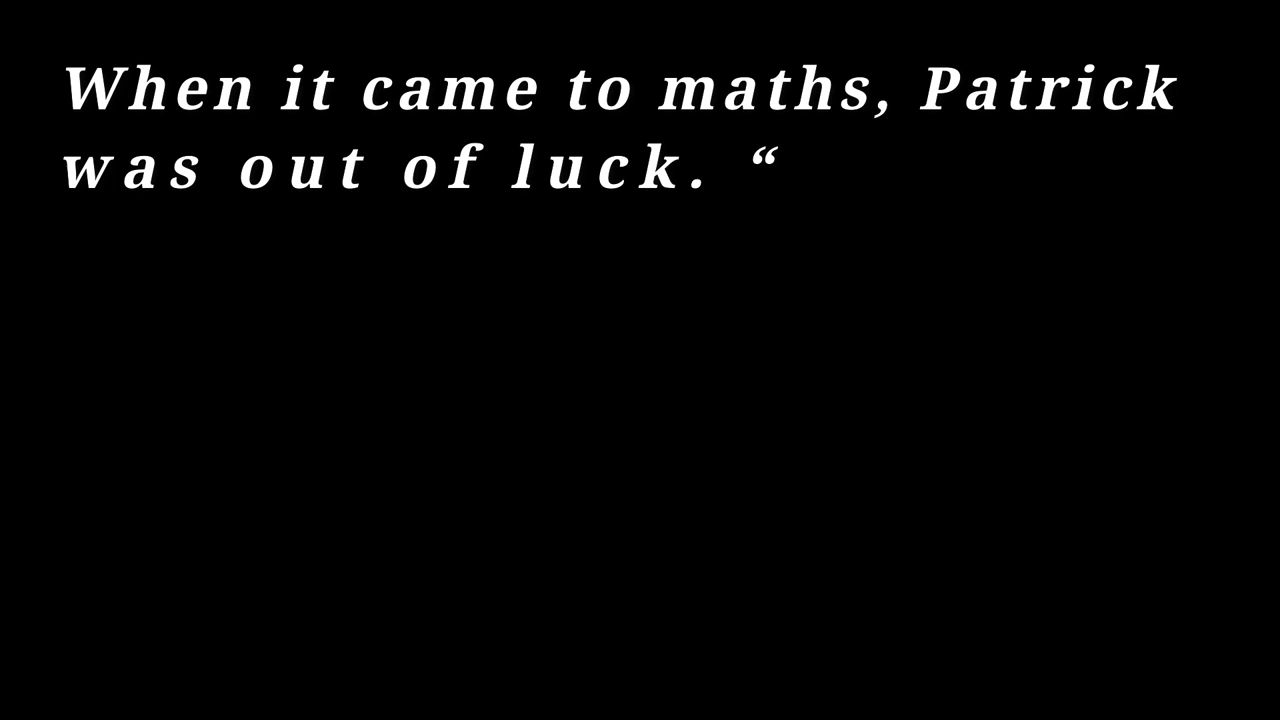 When it came to maths, Patrick
was out of luck. “